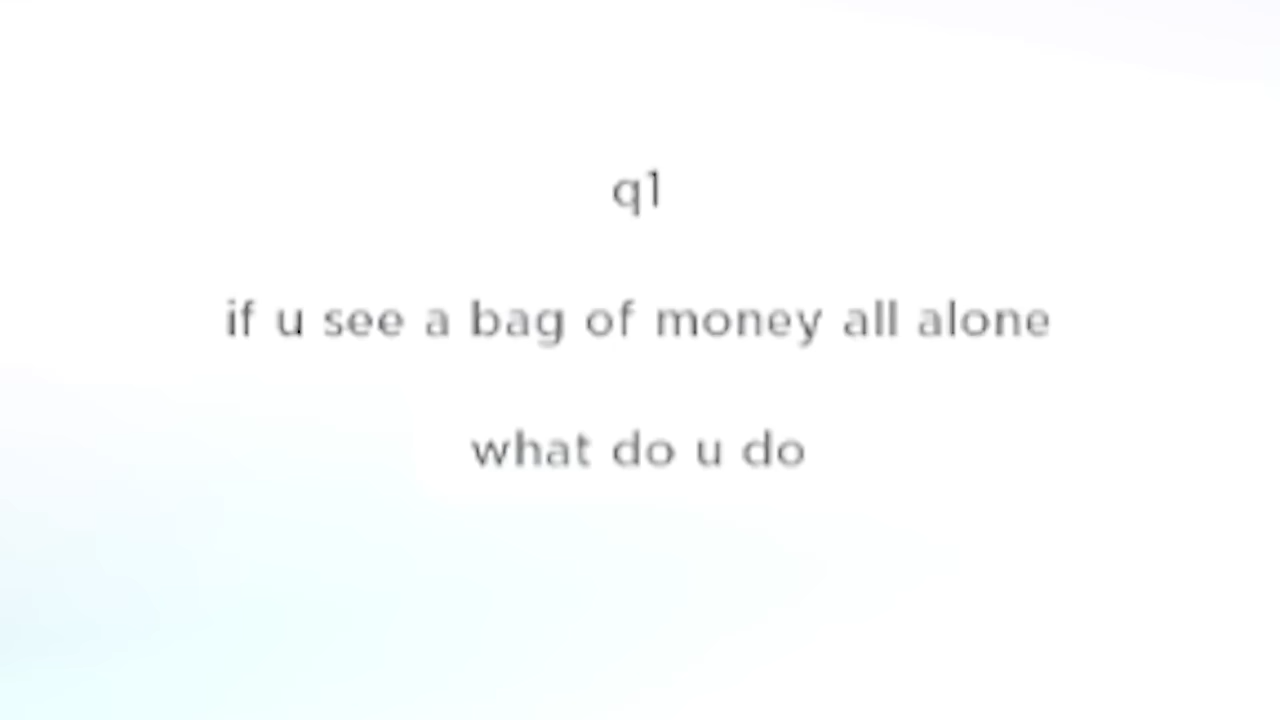 q1
if u see a bag of money all alone
what do u do